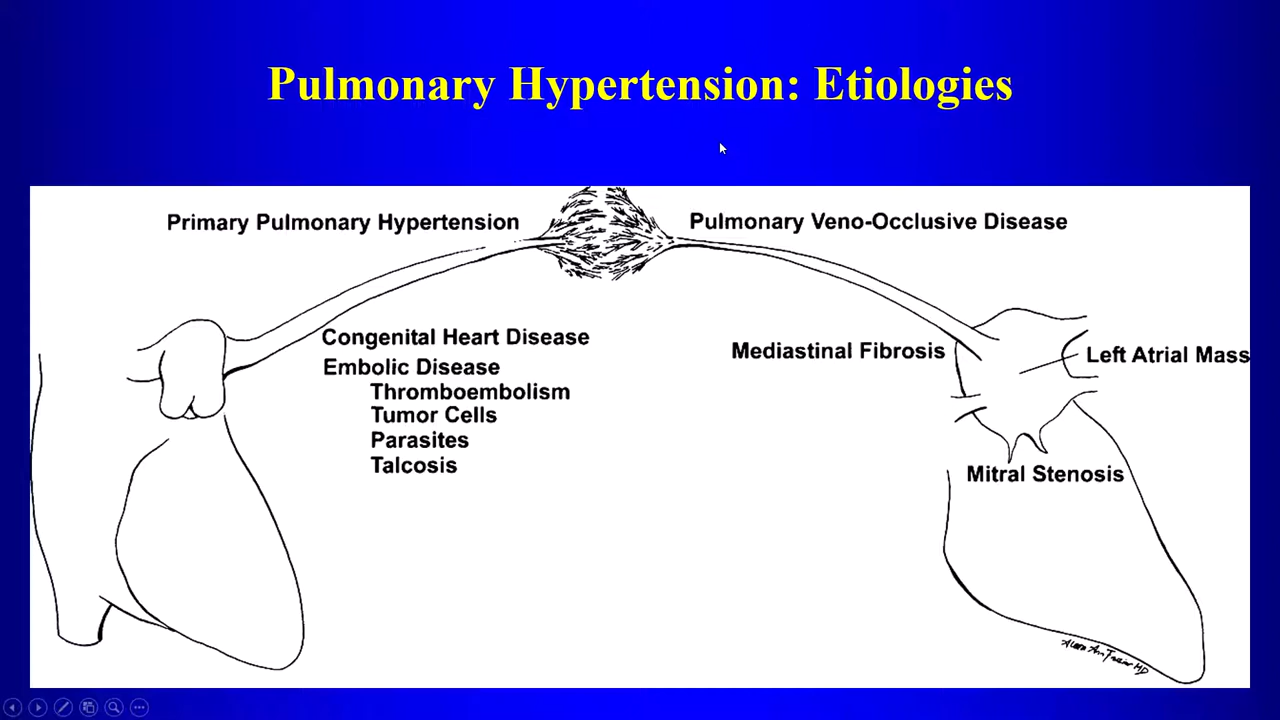 Pulmonary Hypertension: Etiologies
Primary Pulmonary Hypertension
Pulmonary Veno-Occlusive Disease
Congenital Heart Disease
Embolic Disease
Thromboembolism
Tumor Cells
Parasites
Talcosis
Mediastinal Fibrosis
Left Atrial Mass
Mitral Stenosis
MD